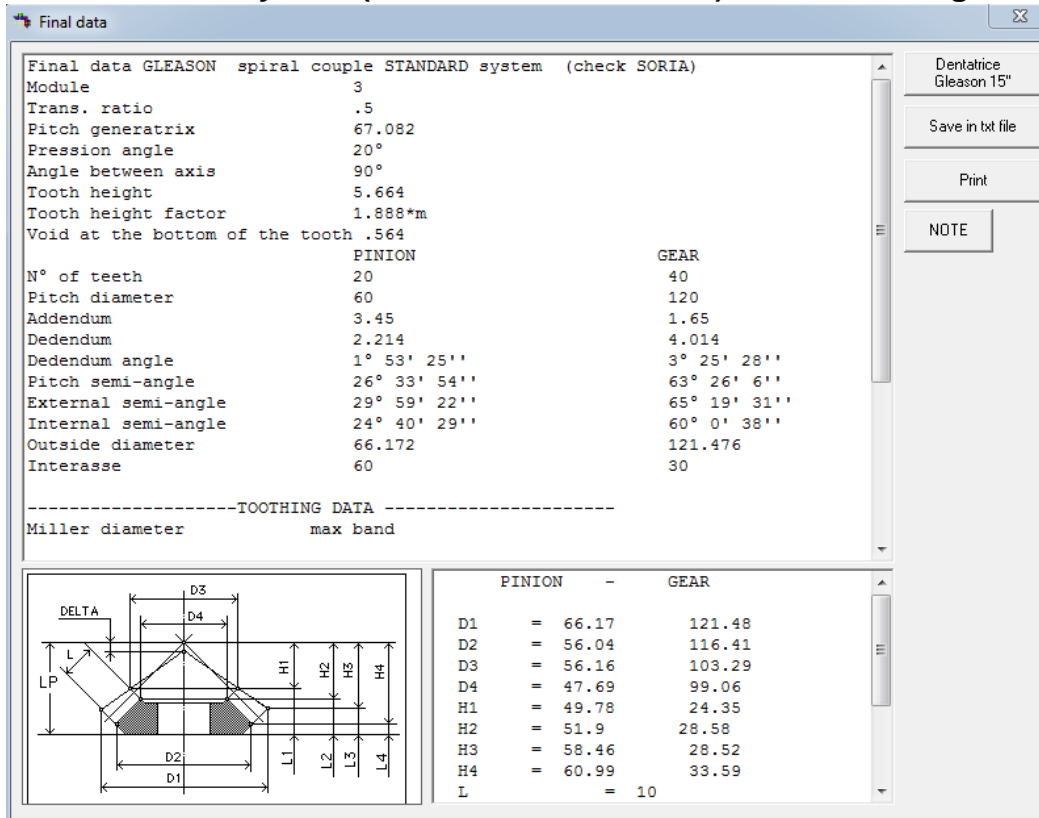 Final data
Final data GLEASON spiral couple STANDARD system (check SORIA)
Module 3
Trans. ratio .5
Pitch generatrix 67.082
Pression angle 20°
Angle between axis 90°
Tooth height 5.664
Tooth height factor 1.888*m
Void at the bottom of the tooth .564
PINION GEAR
N° of teeth 20 40
Pitch diameter 60 120
Addendum 3.45 1.65
Dedendum 2.214 4.014
Dedendum angle 1° 53' 25'' 3° 25' 28''
Pitch semi-angle 26° 33' 54'' 63° 26' 6''
External semi-angle 29° 59' 22'' 65° 19' 31''
Internal semi-angle 24° 40' 29'' 60° 0' 38''
Outside diameter 66.172 121.476
Interasse 60 30
--------------------TOOTHING DATA ----------------------
Miller diameter max band
Dentatrice
Gleason 15"
Save in txt file
Print
NOTE
D3
DELTA
D4
L
LP
H1
H2
H3
H4
D2
D1
L1
L2
L3
L4
PINION - GEAR
D1 = 66.17 121.48
D2 = 56.04 116.41
D3 = 56.16 103.29
D4 = 47.69 99.06
H1 = 49.78 24.35
H2 = 51.9 28.58
H3 = 58.46 28.52
H4 = 60.99 33.59
L = 10